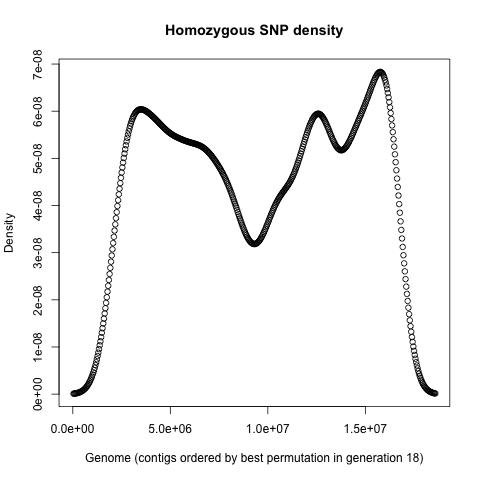 Homozygous SNP density
7e-08
6e-08
5e-08
4e-08
3e-08
2e-08
1e-08
0e+00
Density
0.0e+00 5.0e+06 1.0e+07 1.5e+07
Genome (contigs ordered by best permutation in generation 18)